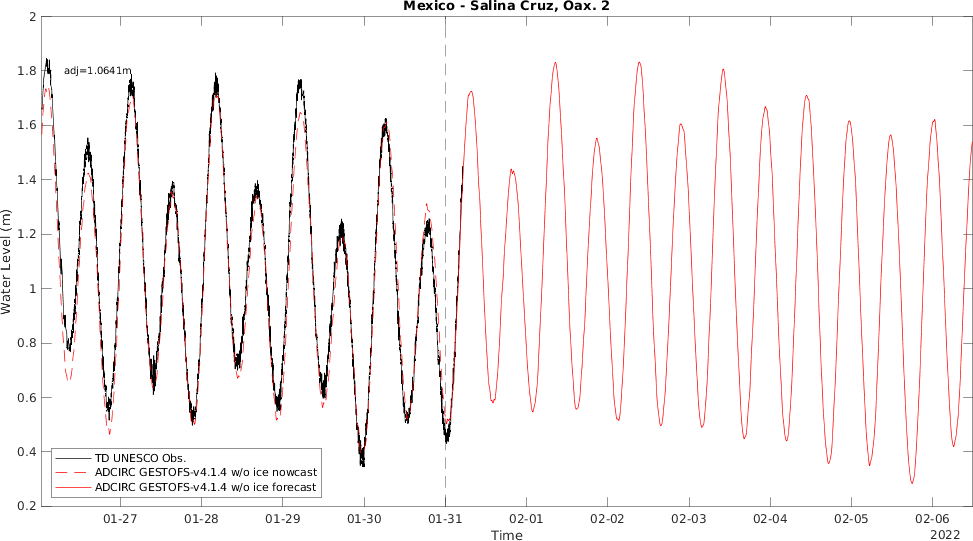 Mexico - Salina Cruz, Oax. 2
2
1.8
1.6
1.4
1.2
1
0.8
0.6
0.4
0.2
Water Level (m)
adj=1.0641m
TD UNESCO Obs.
ADCIRC GESTOFS-v4.1.4 w/o ice nowcast
ADCIRC GESTOFS-v4.1.4 w/o ice forecast
01-27 01-28 01-29 01-30 01-31 02-01 02-02 02-03 02-04 02-05 02-06
Time
2022